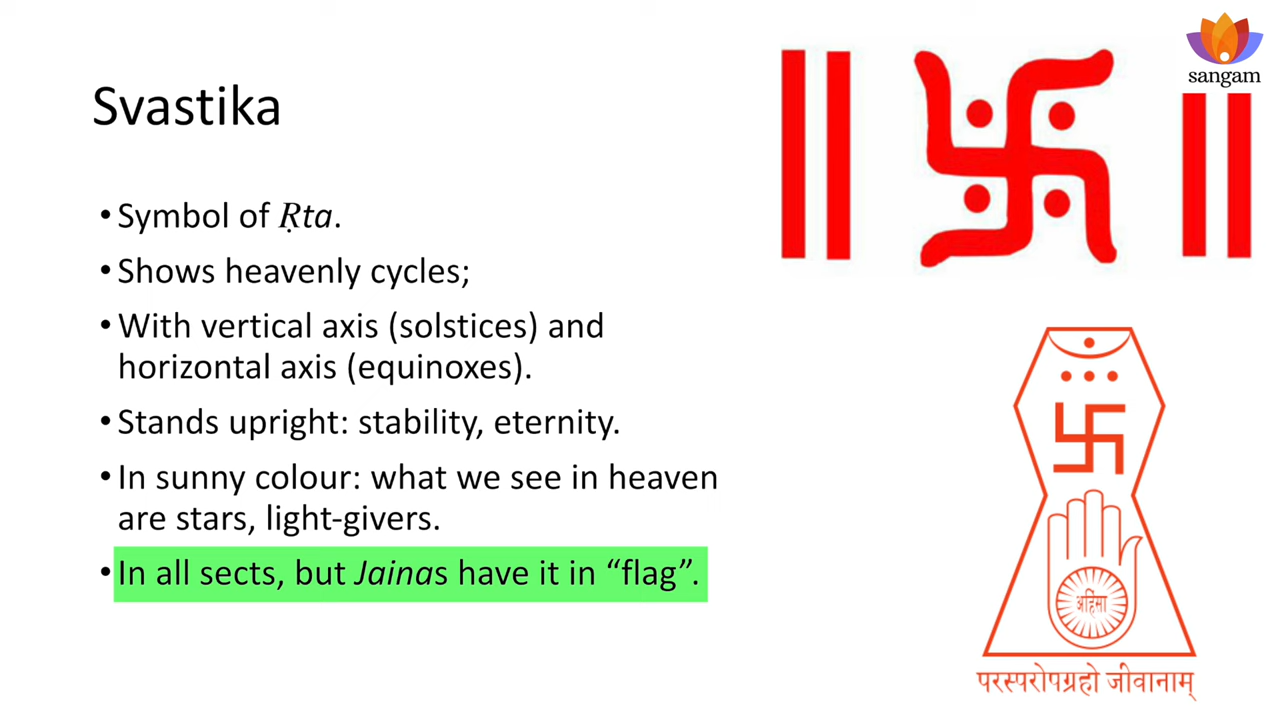 sangam
Svastika
• Symbol of Ṛta.
• Shows heavenly cycles;
• With vertical axis (solstices) and
horizontal axis (equinoxes).
• Stands upright: stability, eternity.
• In sunny colour: what we see in heaven
are stars, light-givers.
• In all sects, but Jainas have it in “flag”.
अहिंसा
परस्परोपग्रहो जीवानाम्